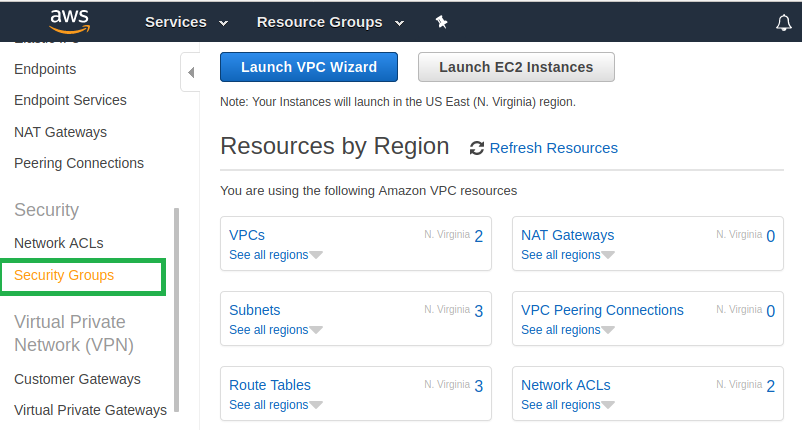 aws
Services
Resource Groups
Endpoints
Endpoint Services
NAT Gateways
Peering Connections
Security
Network ACLs
Security Groups
Virtual Private
Network (VPN)
Customer Gateways
Virtual Private Gateways
Launch VPC Wizard
Launch EC2 Instances
Note: Your Instances will launch in the US East (N. Virginia) region.
Resources by Region
Refresh Resources
You are using the following Amazon VPC resources
VPCs N. Virginia 2
See all regions
NAT Gateways N. Virginia 0
See all regions
Subnets N. Virginia 3
See all regions
VPC Peering Connections N. Virginia 0
See all regions
Route Tables N. Virginia 3
See all regions
Network ACLs N. Virginia 2
See all regions